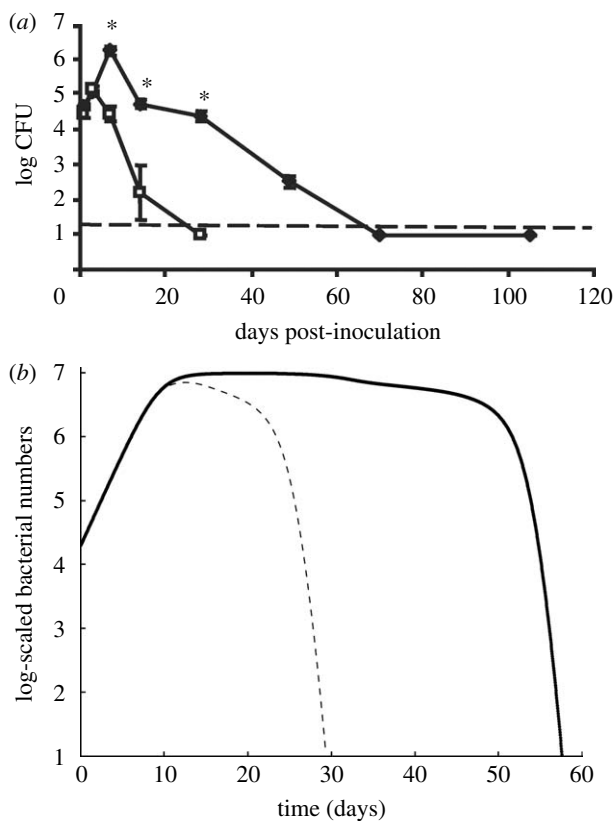 (a)
7
6
5
4
3
2
1
log CFU
*
*
*
0 20 40 60 80 100 120
days post-inoculation
(b)
7
6
5
4
3
2
1
log-scaled bacterial numbers
0 10 20 30 40 50 60
time (days)